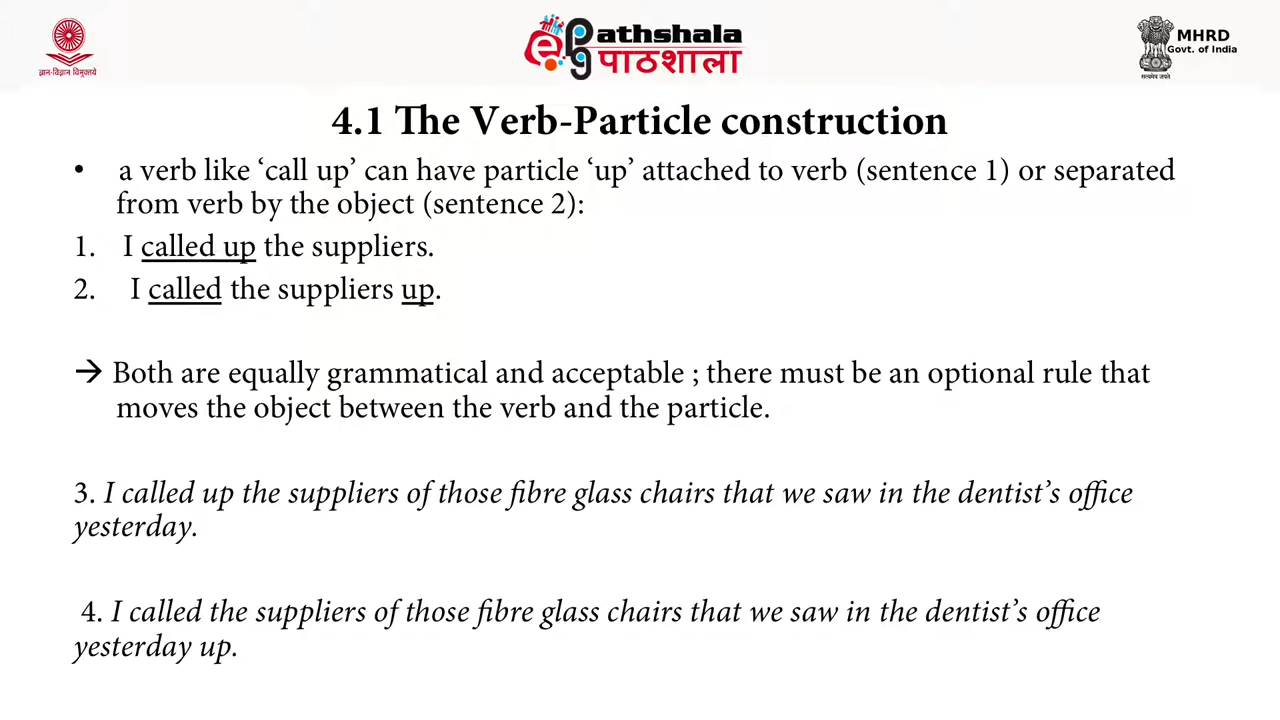 ज्ञान-विज्ञान विमुक्तये
e Pg athshala
पाठशाला
MHRD
Govt. of India
सत्यमेव जयते
4.1 The Verb-Particle construction
• a verb like ‘call up’ can have particle ‘up’ attached to verb (sentence 1) or separated
from verb by the object (sentence 2):
1. I called up the suppliers.
2. I called the suppliers up.
→ Both are equally grammatical and acceptable ; there must be an optional rule that
moves the object between the verb and the particle.
3. I called up the suppliers of those fibre glass chairs that we saw in the dentist’s office
yesterday.
4. I called the suppliers of those fibre glass chairs that we saw in the dentist’s office
yesterday up.